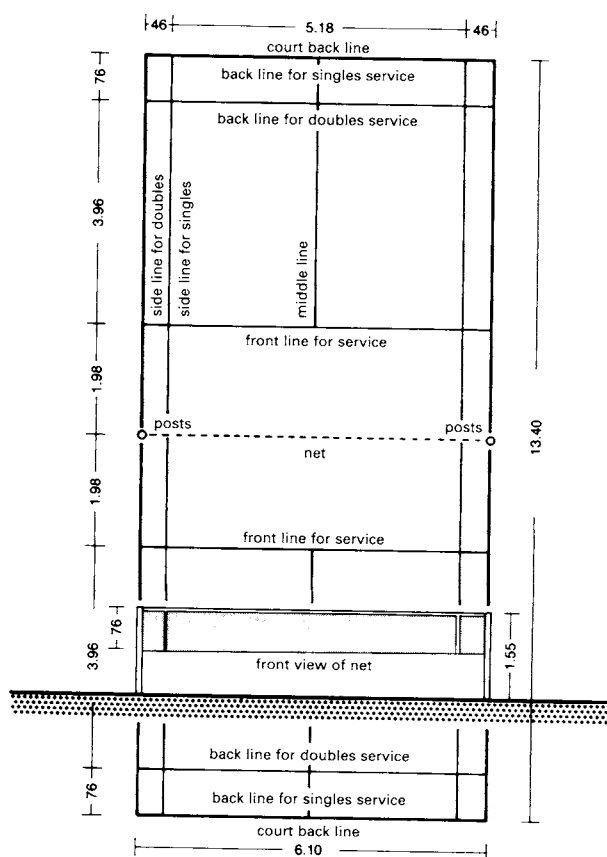 46 5.18 46
court back line
76
back line for singles service
back line for doubles service
3.96
side line for doubles
side line for singles
middle line
front line for service
1.98
posts posts
net
13.40
1.98
front line for service
76
3.96
front view of net
1.55
back line for doubles service
76
back line for singles service
court back line
6.10